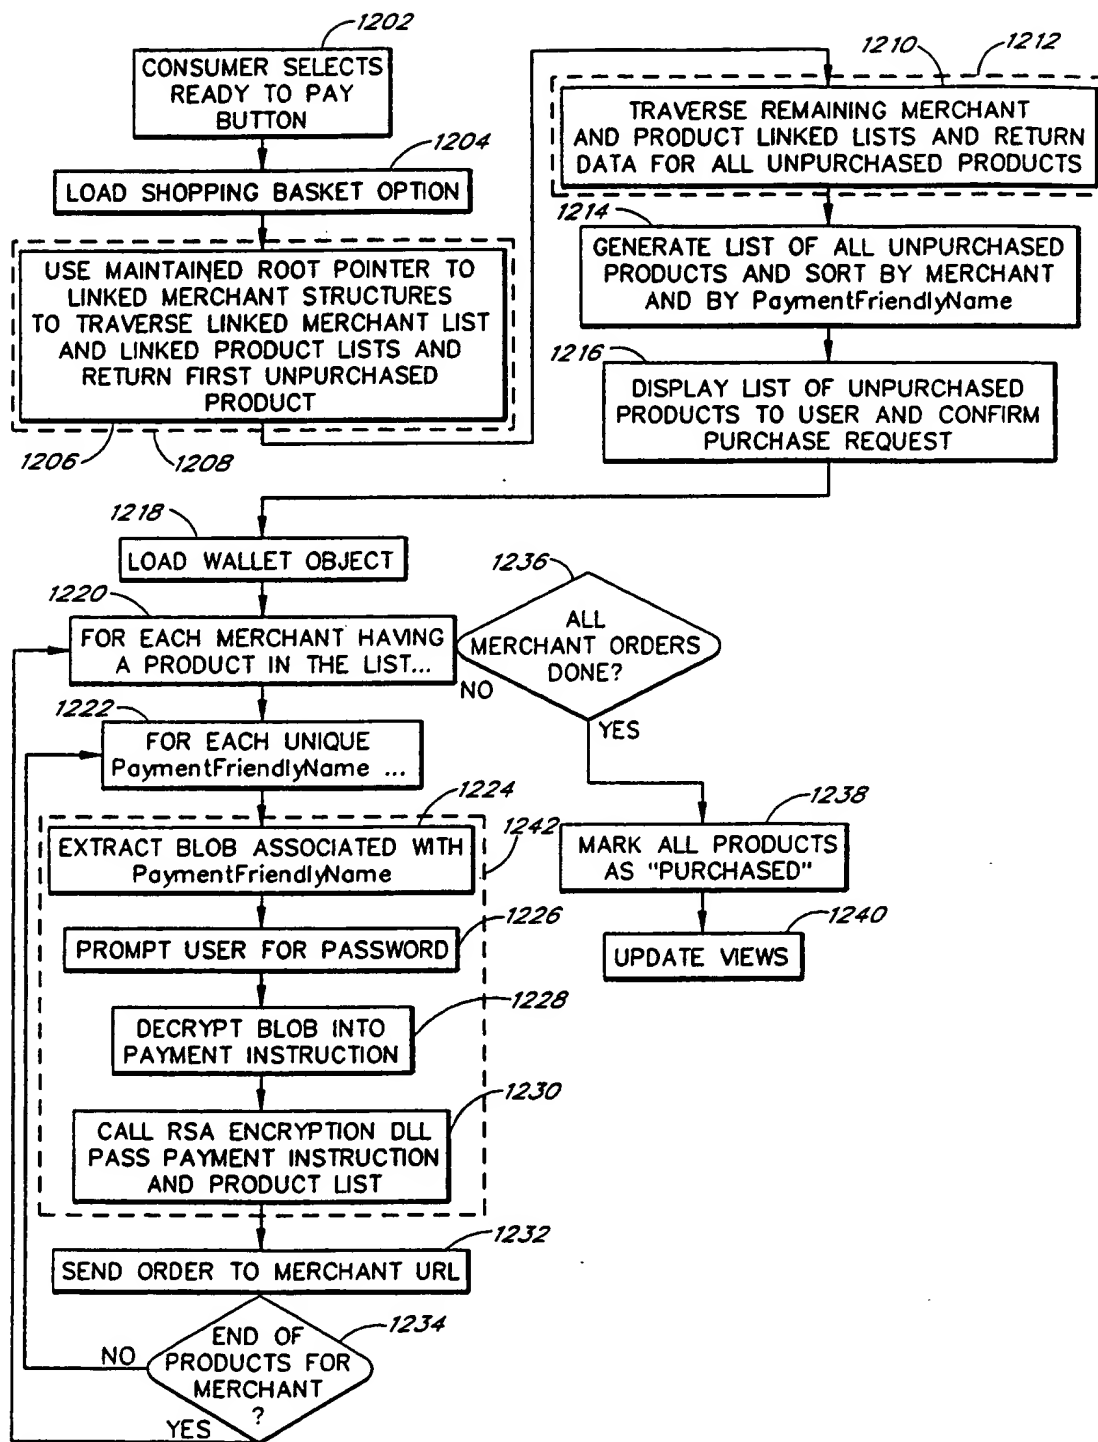 1202
CONSUMER SELECTS
READY TO PAY
BUTTON
1204
LOAD SHOPPING BASKET OPTION
USE MAINTAINED ROOT POINTER TO
LINKED MERCHANT STRUCTURES
TO TRAVERSE LINKED MERCHANT LIST
AND LINKED PRODUCT LISTS AND
RETURN FIRST UNPURCHASED
PRODUCT
1206
1208
1210
1212
TRAVERSE REMAINING MERCHANT
AND PRODUCT LINKED LISTS AND RETURN
DATA FOR ALL UNPURCHASED PRODUCTS
1214
GENERATE LIST OF ALL UNPURCHASED
PRODUCTS AND SORT BY MERCHANT
AND BY PaymentFriendlyName
1216
DISPLAY LIST OF UNPURCHASED
PRODUCTS TO USER AND CONFIRM
PURCHASE REQUEST
1218
LOAD WALLET OBJECT
1220
FOR EACH MERCHANT HAVING
A PRODUCT IN THE LIST...
1236
ALL
MERCHANT ORDERS
DONE?
NO
YES
1222
FOR EACH UNIQUE
PaymentFriendlyName ...
1224
1242
EXTRACT BLOB ASSOCIATED WITH
PaymentFriendlyName
1226
PROMPT USER FOR PASSWORD
1228
DECRYPT BLOB INTO
PAYMENT INSTRUCTION
1230
CALL RSA ENCRYPTION DLL
PASS PAYMENT INSTRUCTION
AND PRODUCT LIST
1238
MARK ALL PRODUCTS
AS "PURCHASED"
1240
UPDATE VIEWS
1232
SEND ORDER TO MERCHANT URL
1234
END OF
PRODUCTS FOR
MERCHANT
?
NO
YES